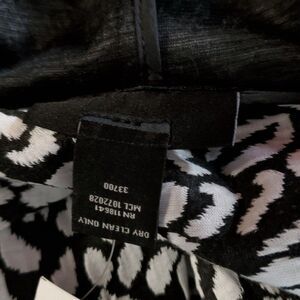 DRY CLEAN ONLY
RN 118641
MCL 1072028
33700